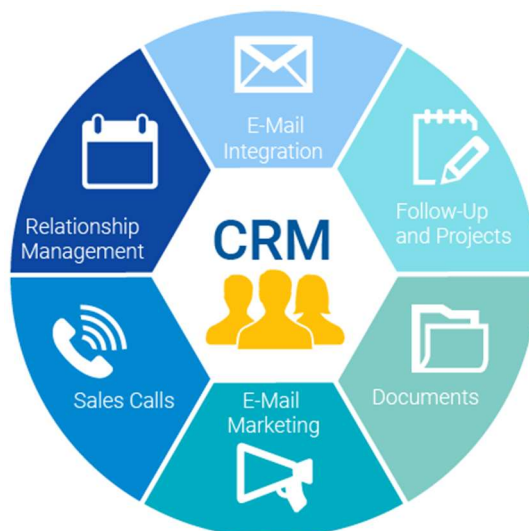 E-Mail
Integration
Follow-Up
and Projects
Documents
E-Mail
Marketing
Sales Calls
Relationship
Management
CRM